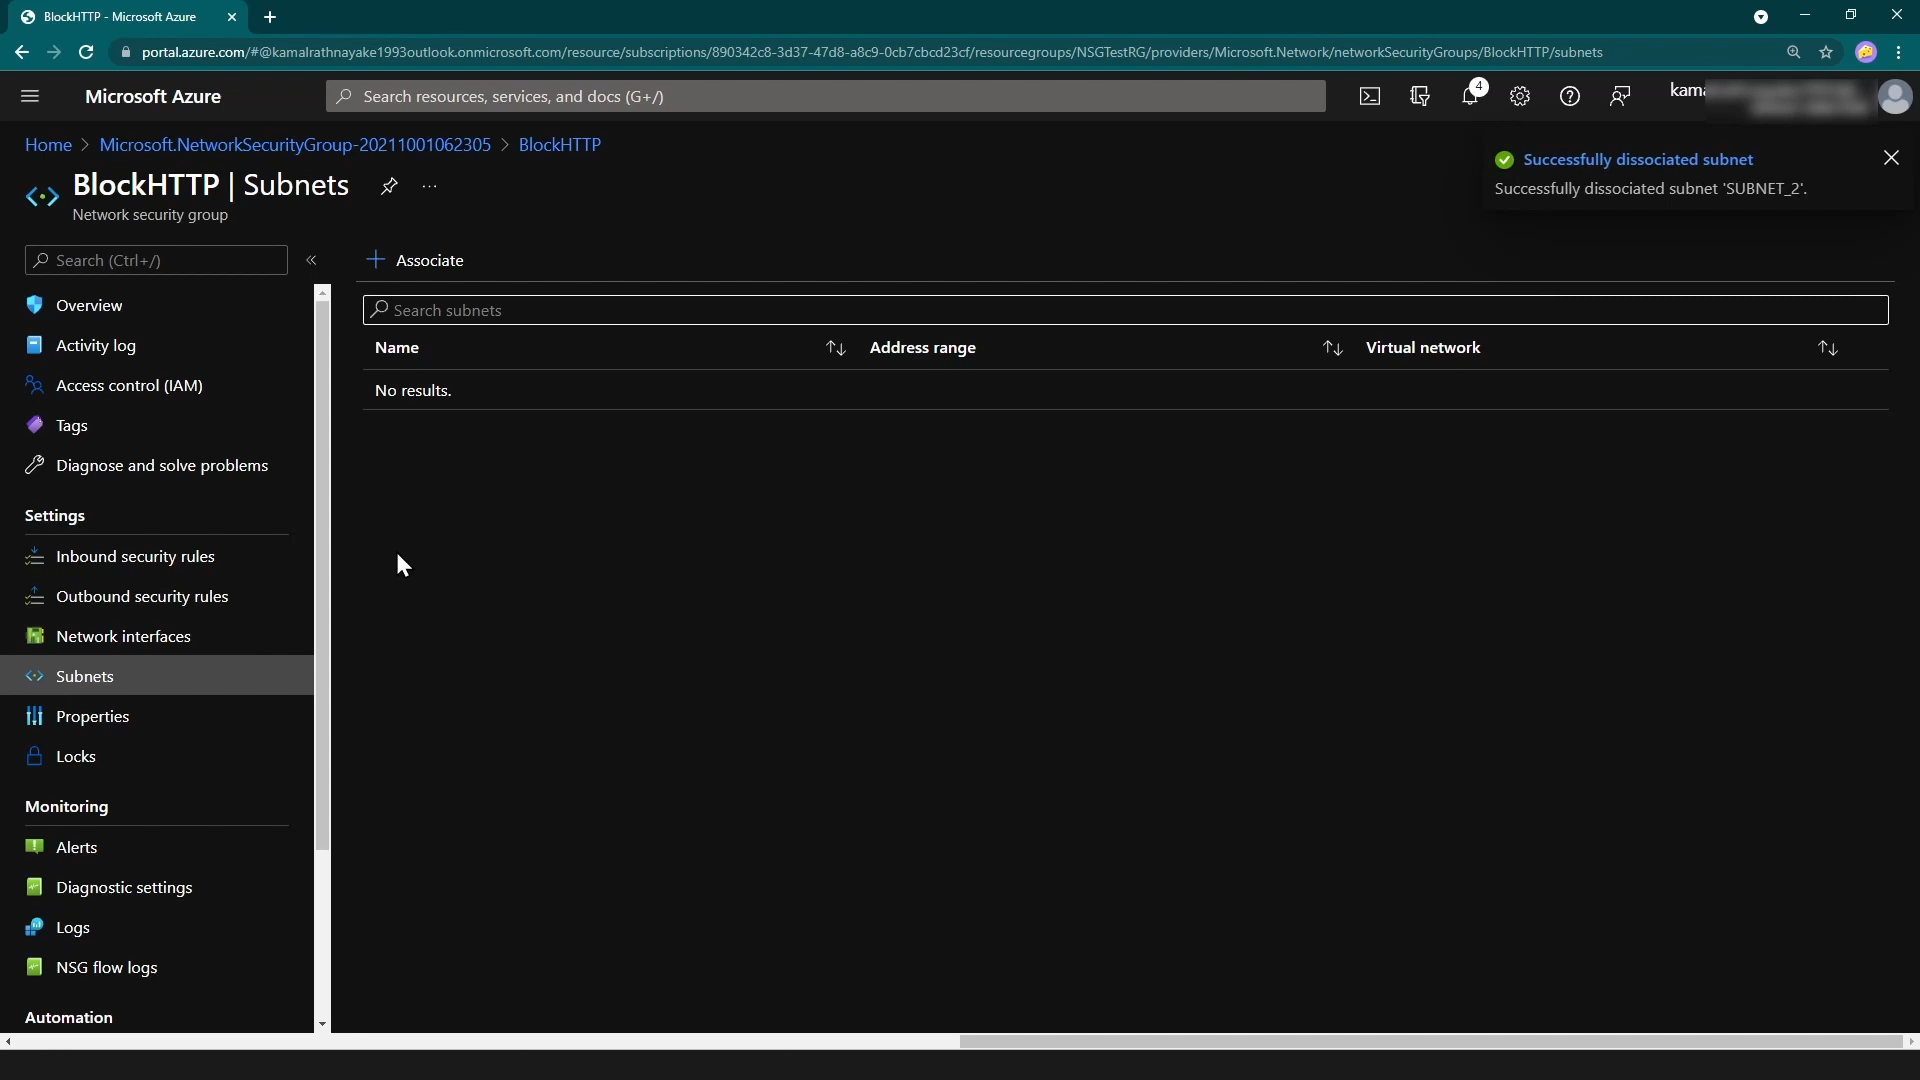 BlockHTTP - Microsoft Azure
portal.azure.com/#@kamalrathnayake1993outlook.onmicrosoft.com/resource/subscriptions/890342c8-3d37-47d8-a8c9-0cb7cbcd23cf/resourcegroups/NSGTestRG/providers/Microsoft.Network/networkSecurityGroups/BlockHTTP/subnets
Microsoft Azure
Search resources, services, and docs (G+/)
4
kama
Home > Microsoft.NetworkSecurityGroup-20211001062305 > BlockHTTP
Successfully dissociated subnet
Successfully dissociated subnet 'SUBNET_2'.
BlockHTTP | Subnets
Network security group
Search (Ctrl+/)
Associate
Search subnets
Name
Address range
Virtual network
No results.
Overview
Activity log
Access control (IAM)
Tags
Diagnose and solve problems
Settings
Inbound security rules
Outbound security rules
Network interfaces
Subnets
Properties
Locks
Monitoring
Alerts
Diagnostic settings
Logs
NSG flow logs
Automation